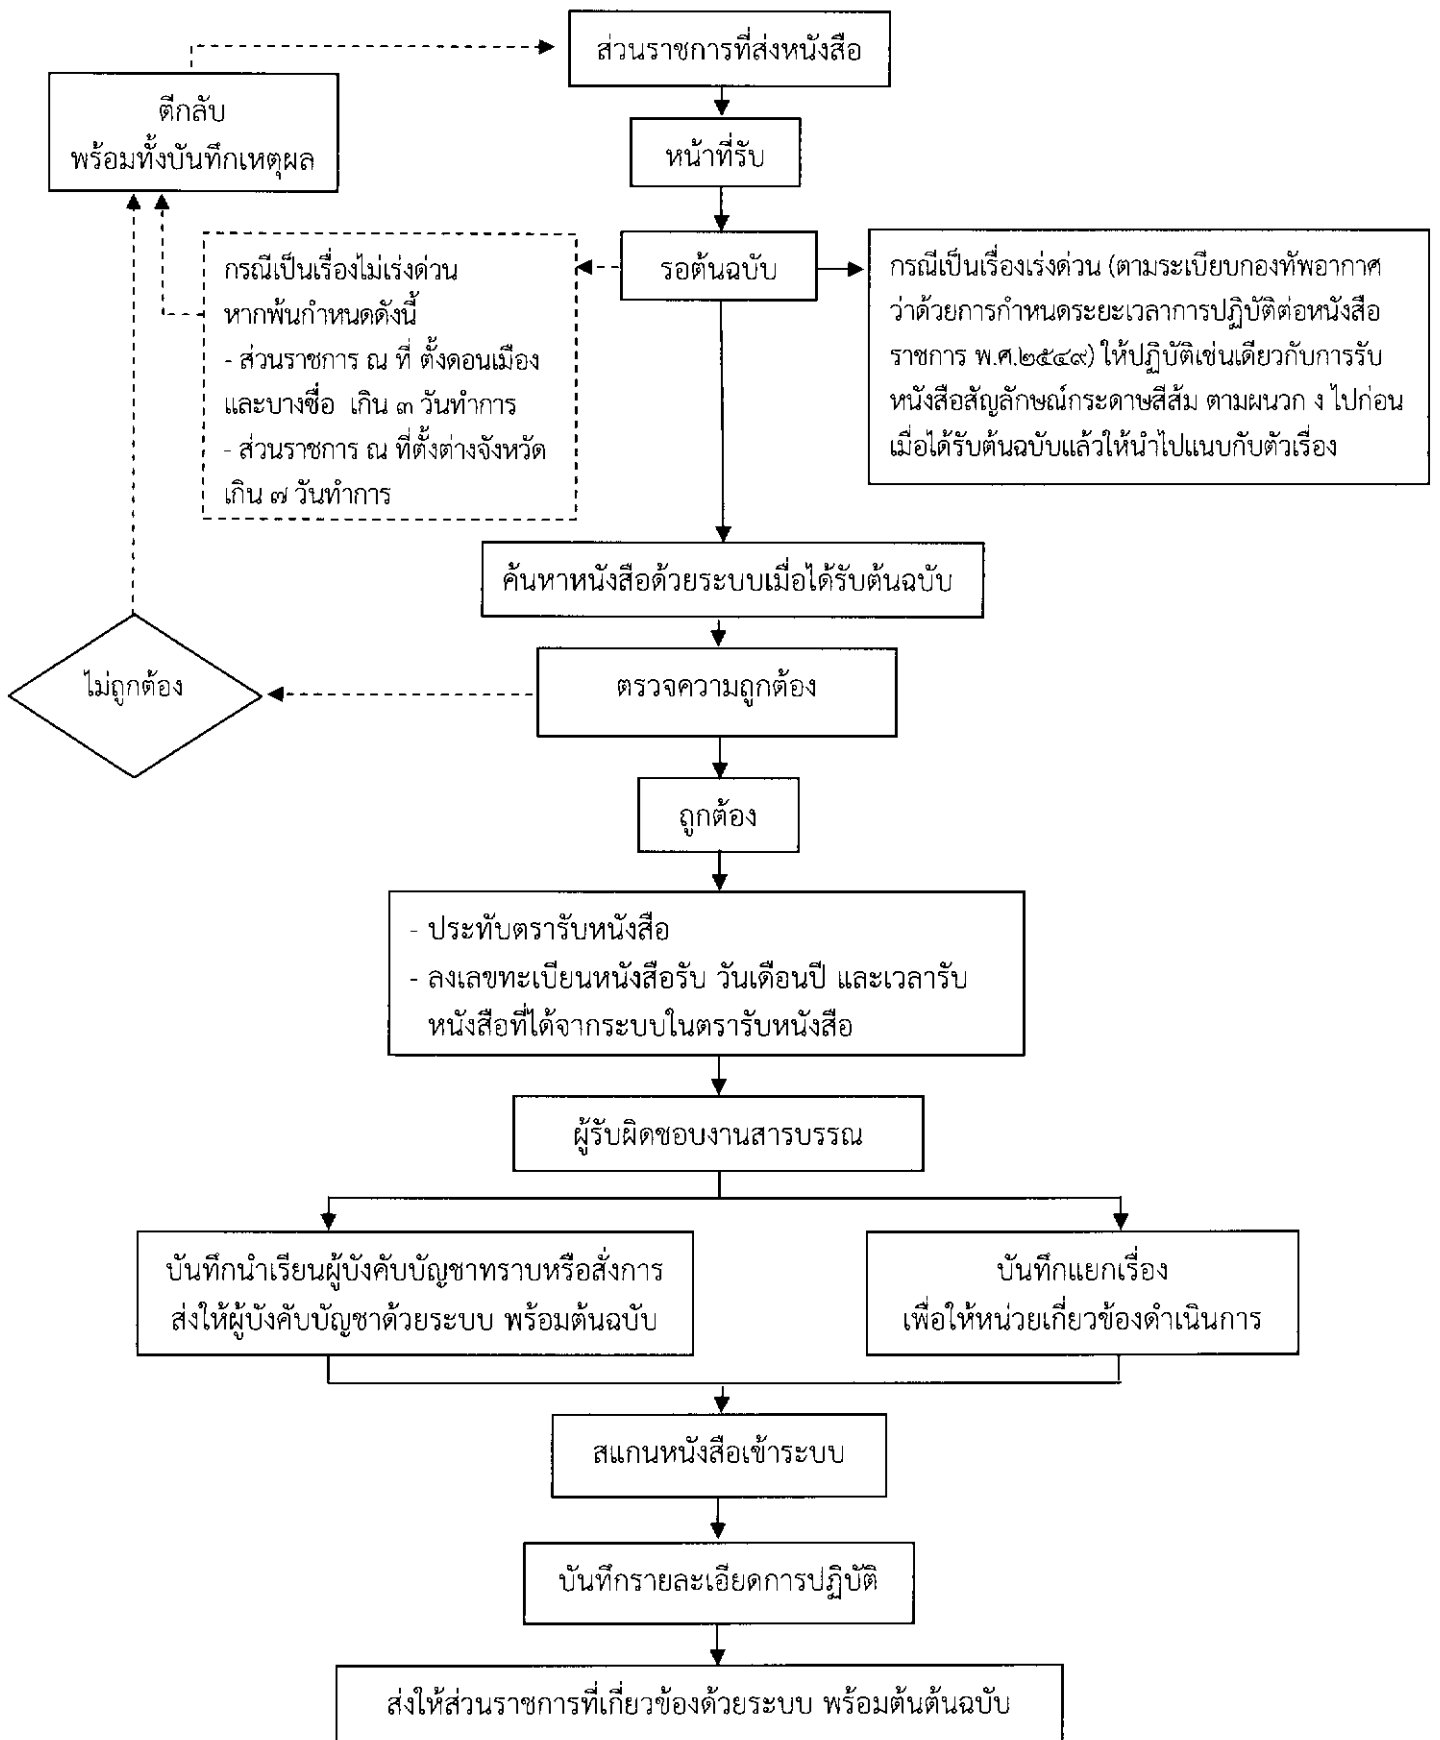 ส่วนราชการที่ส่งหนังสือ
ตีกลับ
พร้อมทั้งบันทึกเหตุผล
หน้าที่รับ
รอต้นฉบับ
กรณีเป็นเรื่องไม่เร่งด่วน
หากพ้นกำหนดดังนี้
- ส่วนราชการ ณ ที่ ตั้งดอนเมือง
และบางซื่อ เกิน ๓ วันทำการ
- ส่วนราชการ ณ ที่ตั้งต่างจังหวัด
เกิน ๗ วันทำการ
กรณีเป็นเรื่องเร่งด่วน (ตามระเบียบกองทัพอากาศ
ว่าด้วยการกำหนดระยะเวลาการปฏิบัติต่อหนังสือ
ราชการ พ.ศ.๒๕๔๙) ให้ปฏิบัติเช่นเดียวกับการรับ
หนังสือสัญลักษณ์กระดาษสีส้ม ตามผนวก ง ไปก่อน
เมื่อได้รับต้นฉบับแล้วให้นำไปแนบกับตัวเรื่อง
ค้นหาหนังสือด้วยระบบเมื่อได้รับต้นฉบับ
ไม่ถูกต้อง
ตรวจความถูกต้อง
ถูกต้อง
- ประทับตรารับหนังสือ
- ลงเลขทะเบียนหนังสือรับ วันเดือนปี และเวลารับ
หนังสือที่ได้จากระบบในตรารับหนังสือ
ผู้รับผิดชอบงานสารบรรณ
บันทึกนำเรียนผู้บังคับบัญชาทราบหรือสั่งการ
ส่งให้ผู้บังคับบัญชาด้วยระบบ พร้อมต้นฉบับ
บันทึกแยกเรื่อง
เพื่อให้หน่วยเกี่ยวข้องดำเนินการ
สแกนหนังสือเข้าระบบ
บันทึกรายละเอียดการปฏิบัติ
ส่งให้ส่วนราชการที่เกี่ยวข้องด้วยระบบ พร้อมต้นต้นฉบับ